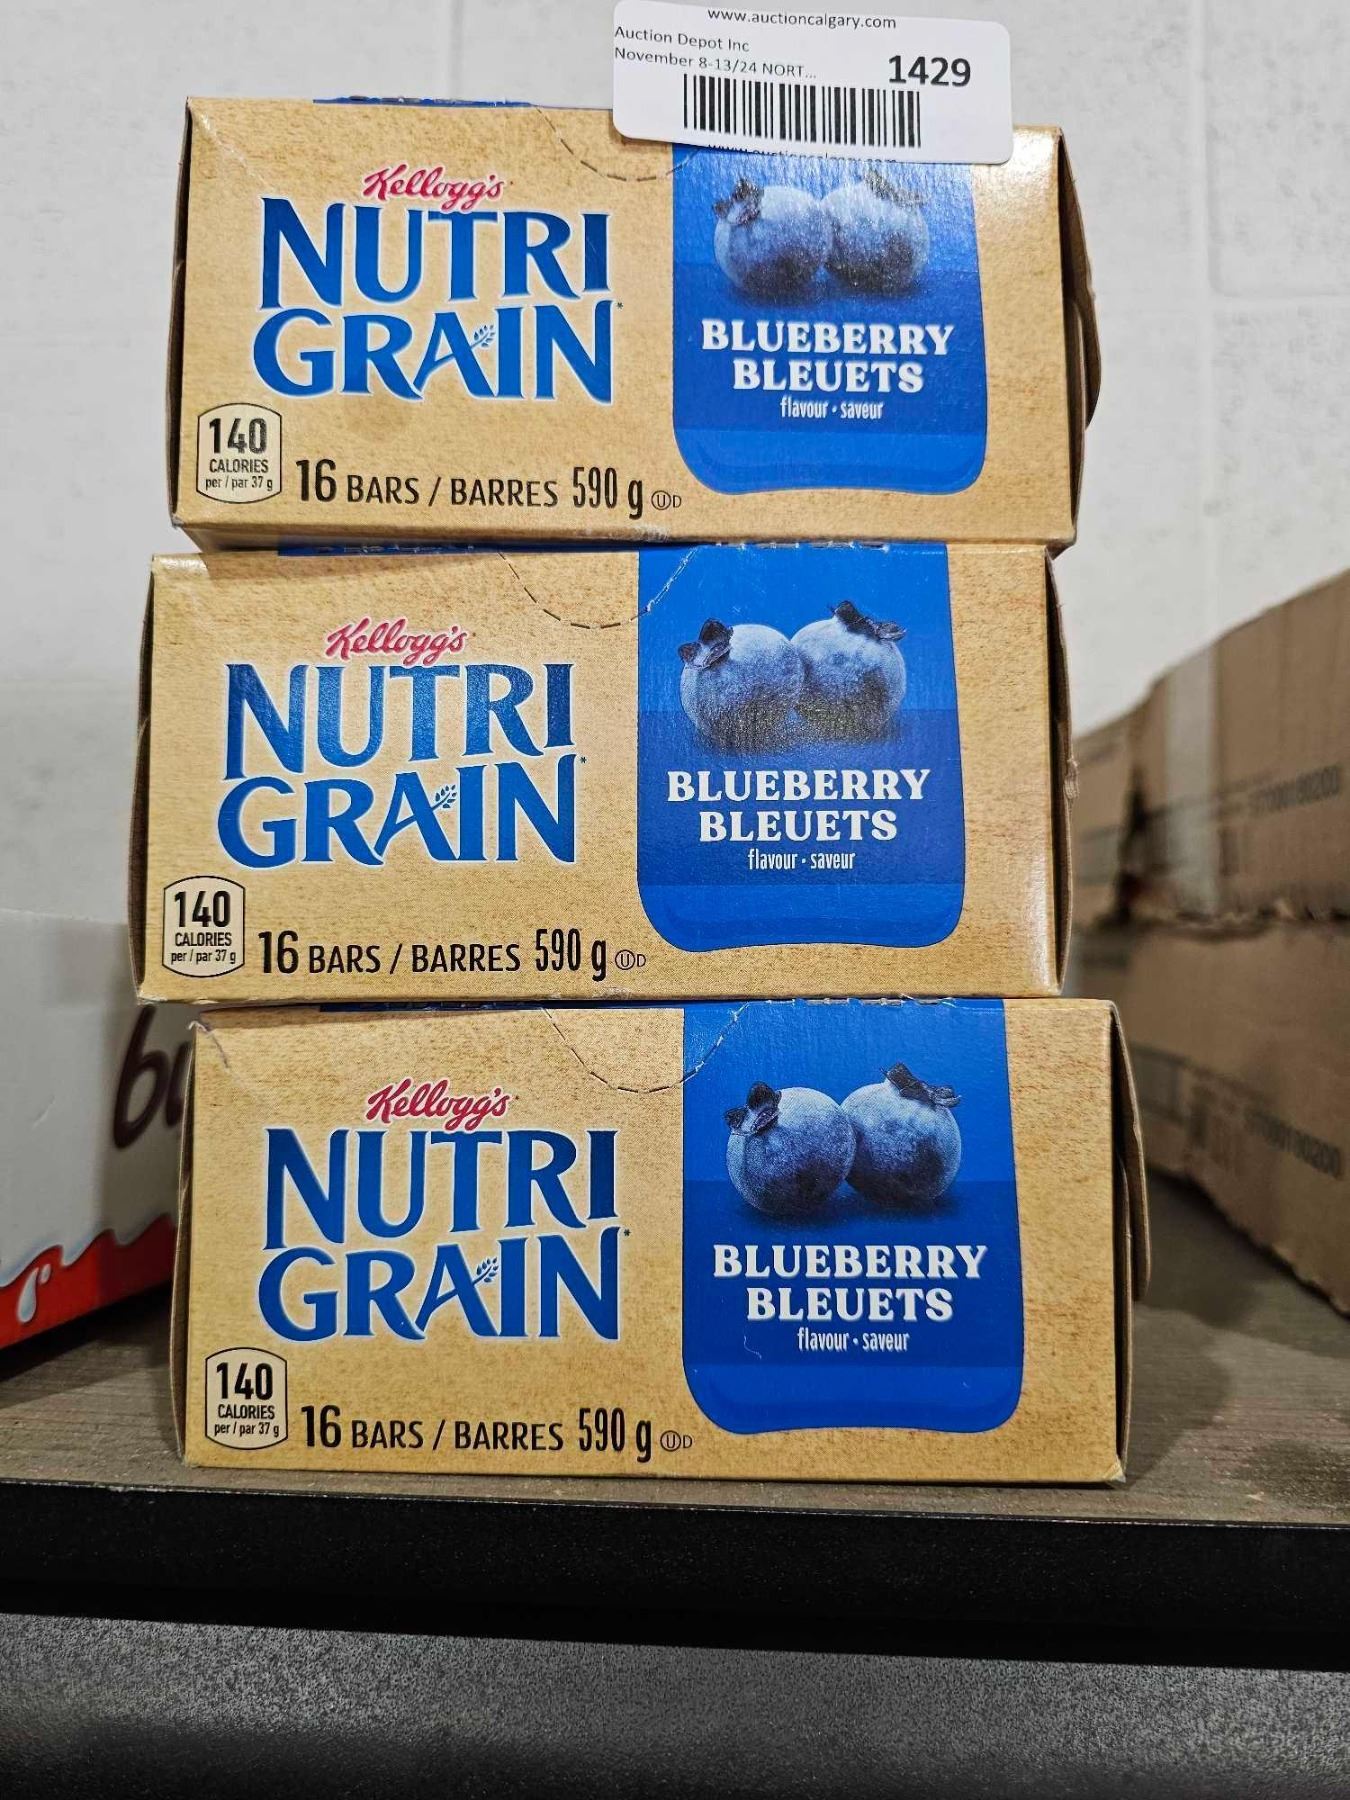 www.auctioncalgary.com
Auction Depot Inc
November 8-13/24 NORT...
1429
Kellogg's
NUTRI
GRAIN
BLUEBERRY
BLEUETS
flavour • saveur
140
CALORIES
per / par 37 g
16 BARS / BARRES 590 g
U D
Kellogg's
NUTRI
GRAIN
BLUEBERRY
BLEUETS
flavour • saveur
140
CALORIES
per / par 37 g
16 BARS / BARRES 590 g
U D
bu
Kellogg's
NUTRI
GRAIN*
BLUEBERRY
BLEUETS
flavour • saveur
140
CALORIES
per / par 37 g
16 BARS / BARRES 590 g
U D